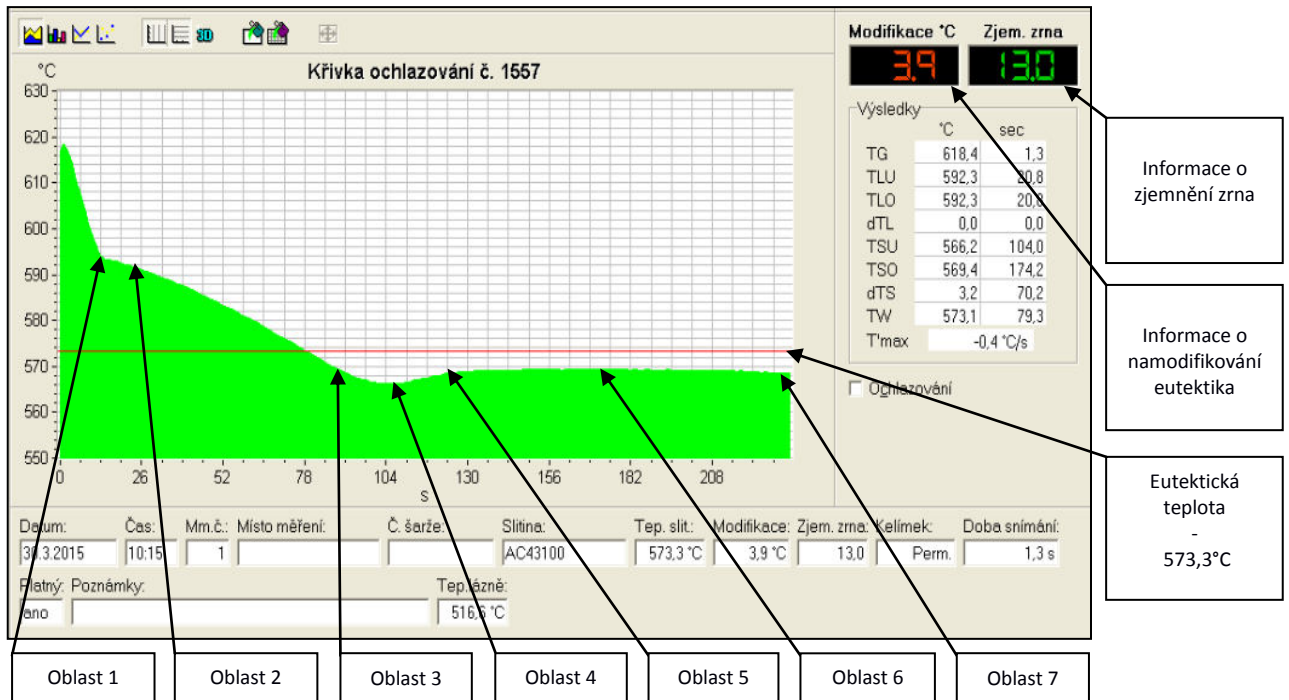 3D
Modifikace °C Zjem. zrna
3.9 13.0
°C Křivka ochlazování č. 1557
630
620
610
600
590
580
570
560
550
0 26 52 78 104 130 156 182 208
s
Výsledky
°C sec
TG 618,4 1,3
TLU 592,3 20,8
TLO 592,3 20,8
dTL 0,0 0,0
TSU 566,2 104,0
TSO 569,4 174,2
dTS 3,2 70,2
TW 573,1 79,3
T'max -0,4 °C/s
Ochlazování
Informace o
zjemnění zrna
Informace o
namodifikování
eutektika
Eutektická
teplota
-
573,3°C
Datum: Čas: Mm.č.: Místo měření: Č. šarže: Slitina: Tep. slit.: Modifikace: Zjem. zrna: Kelímek: Doba snímání:
30.3.2015 10:15 1 AC43100 573,3 °C 3,9 °C 13,0 Perm. 1,3 s
Platný: Poznámky: Tep. lázně:
ano 516,6 °C
Oblast 1 Oblast 2 Oblast 3 Oblast 4 Oblast 5 Oblast 6 Oblast 7